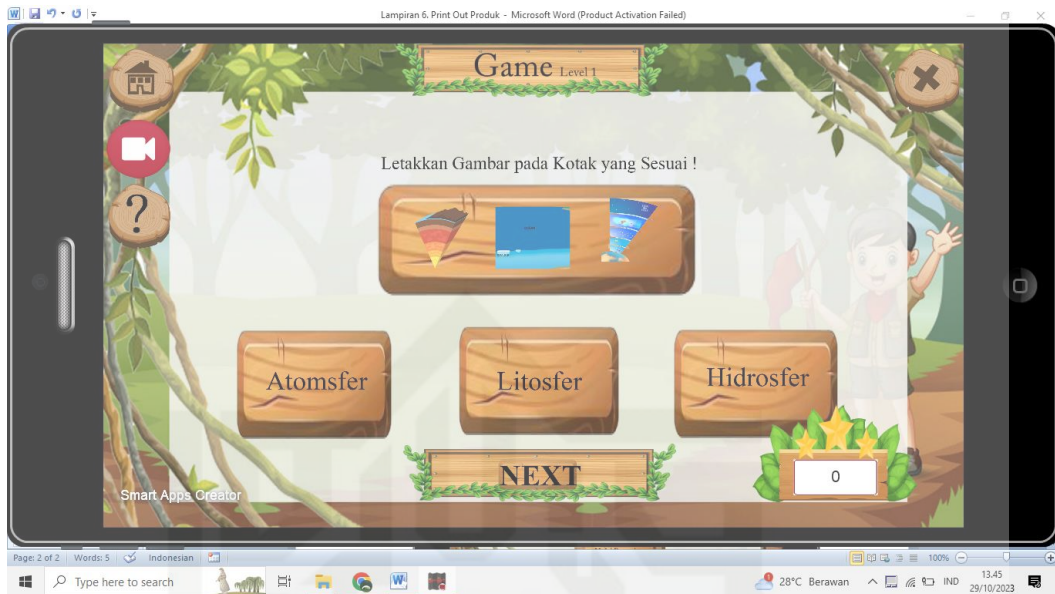 Lampiran 6. Print Out Produk - Microsoft Word (Product Activation Failed)
Game Level 1
Letakkan Gambar pada Kotak yang Sesuai !
?
Atomsfer
Litosfer
Hidrosfer
NEXT
0
Smart Apps Creator
Page: 2 of 2 Words: 5 Indonesian 100%
Type here to search
28°C Berawan
IND
13.45
29/10/2023